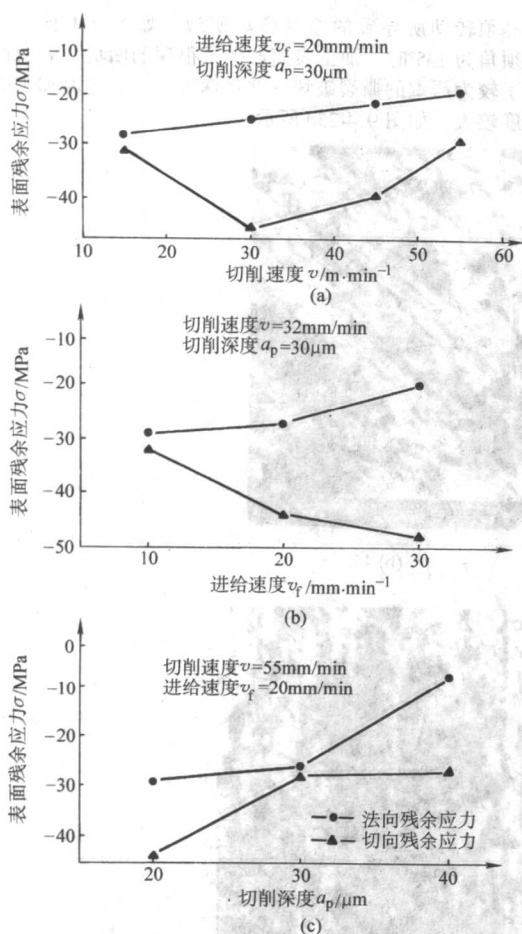 进给速度vf=20mm/min
切削深度ap=30μm
表面残余应力σ/MPa
-10
-20
-30
-40
10 20 30 40 50 60
切削速度 v/m·min⁻¹
(a)
切削速度v=32mm/min
切削深度ap=30μm
表面残余应力σ/MPa
-10
-20
-30
-40
-50
10 20 30
进给速度vf/mm·min⁻¹
(b)
切削速度v=55mm/min
进给速度vf=20mm/min
表面残余应力σ/MPa
0
-10
-20
-30
-40
法向残余应力
切向残余应力
20 30 40
切削深度ap/μm
(c)